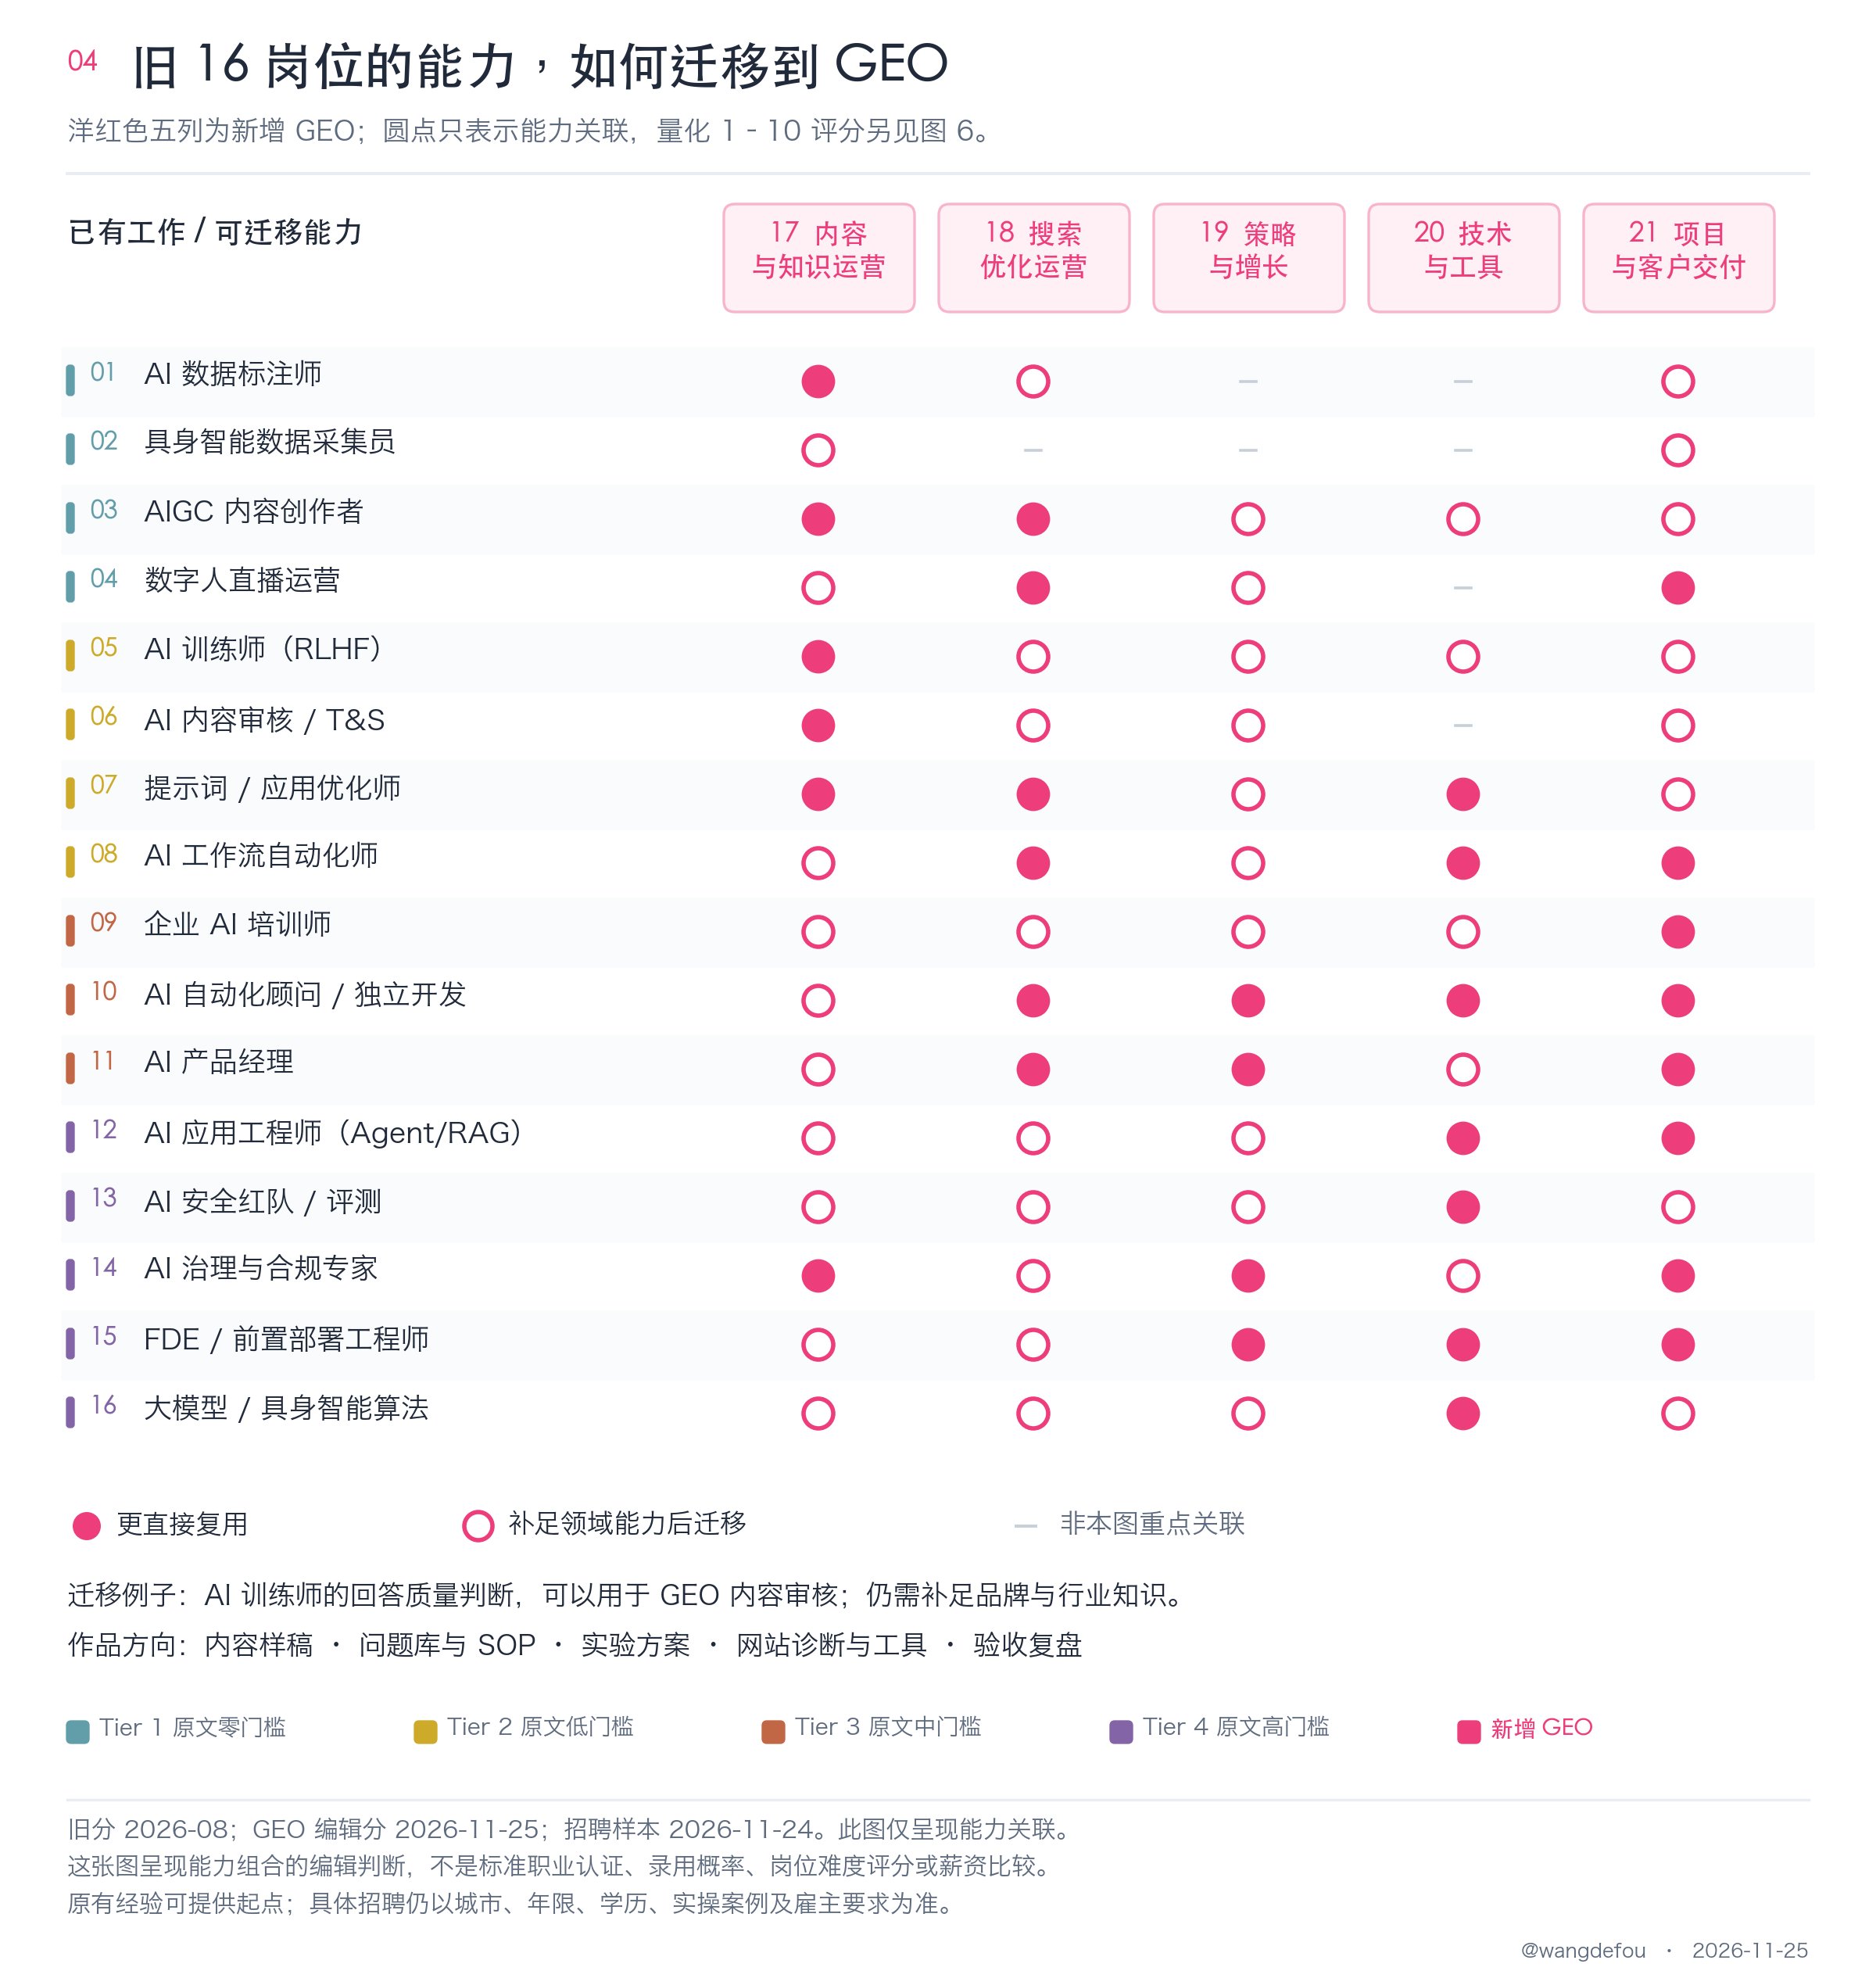 04 旧 16 岗位的能力，如何迁移到 GEO
洋红色五列为新增 GEO；圆点只表示能力关联，量化 1 - 10 评分另见图 6。
已有工作 / 可迁移能力
17 内容
与知识运营
18 搜索
优化运营
19 策略
与增长
20 技术
与工具
21 项目
与客户交付
01 AI 数据标注师
02 具身智能数据采集员
03 AIGC 内容创作者
04 数字人直播运营
05 AI 训练师（RLHF）
06 AI 内容审核 / T&S
07 提示词 / 应用优化师
08 AI 工作流自动化师
09 企业 AI 培训师
10 AI 自动化顾问 / 独立开发
11 AI 产品经理
12 AI 应用工程师（Agent/RAG）
13 AI 安全红队 / 评测
14 AI 治理与合规专家
15 FDE / 前置部署工程师
16 大模型 / 具身智能算法
更直接复用 补足领域能力后迁移 — 非本图重点关联
迁移例子：AI 训练师的回答质量判断，可以用于 GEO 内容审核；仍需补足品牌与行业知识。
作品方向：内容样稿 · 问题库与 SOP · 实验方案 · 网站诊断与工具 · 验收复盘
Tier 1 原文零门槛 Tier 2 原文低门槛 Tier 3 原文中门槛 Tier 4 原文高门槛 新增 GEO
旧分 2026-08；GEO 编辑分 2026-11-25；招聘样本 2026-11-24。此图仅呈现能力关联。
这张图呈现能力组合的编辑判断，不是标准职业认证、录用概率、岗位难度评分或薪资比较。
原有经验可提供起点；具体招聘仍以城市、年限、学历、实操案例及雇主要求为准。
@wangdefou · 2026-11-25